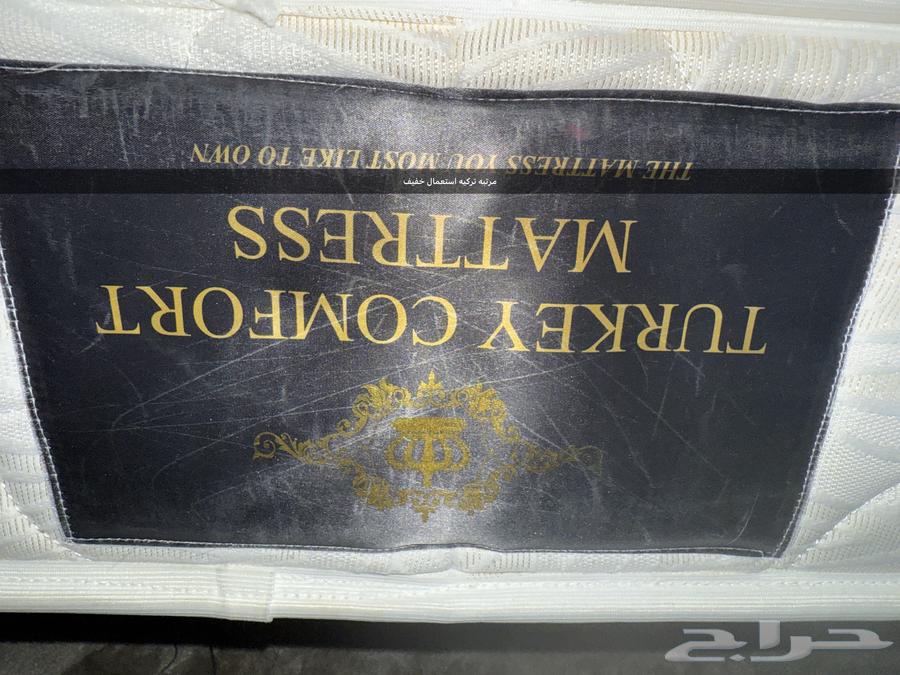 TURKEY COMFORT
MATTRESS
THE MATTRESS YOU MOST LIKE TO OWN
مرتبه تركيه استعمال خفيف
حراج